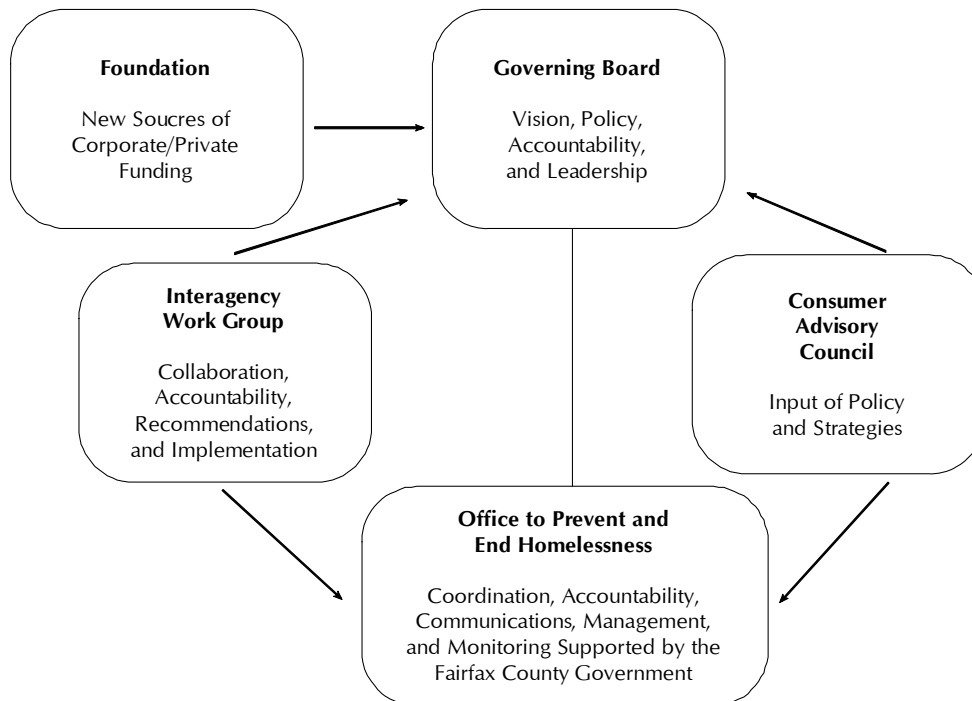 Foundation
New Soucres of
Corporate/Private
Funding
Governing Board
Vision, Policy,
Accountability,
and Leadership
Interagency
Work Group
Collaboration,
Accountability,
Recommendations,
and Implementation
Consumer
Advisory
Council
Input of Policy
and Strategies
Office to Prevent and
End Homelessness
Coordination, Accountability,
Communications, Management,
and Monitoring Supported by the
Fairfax County Government